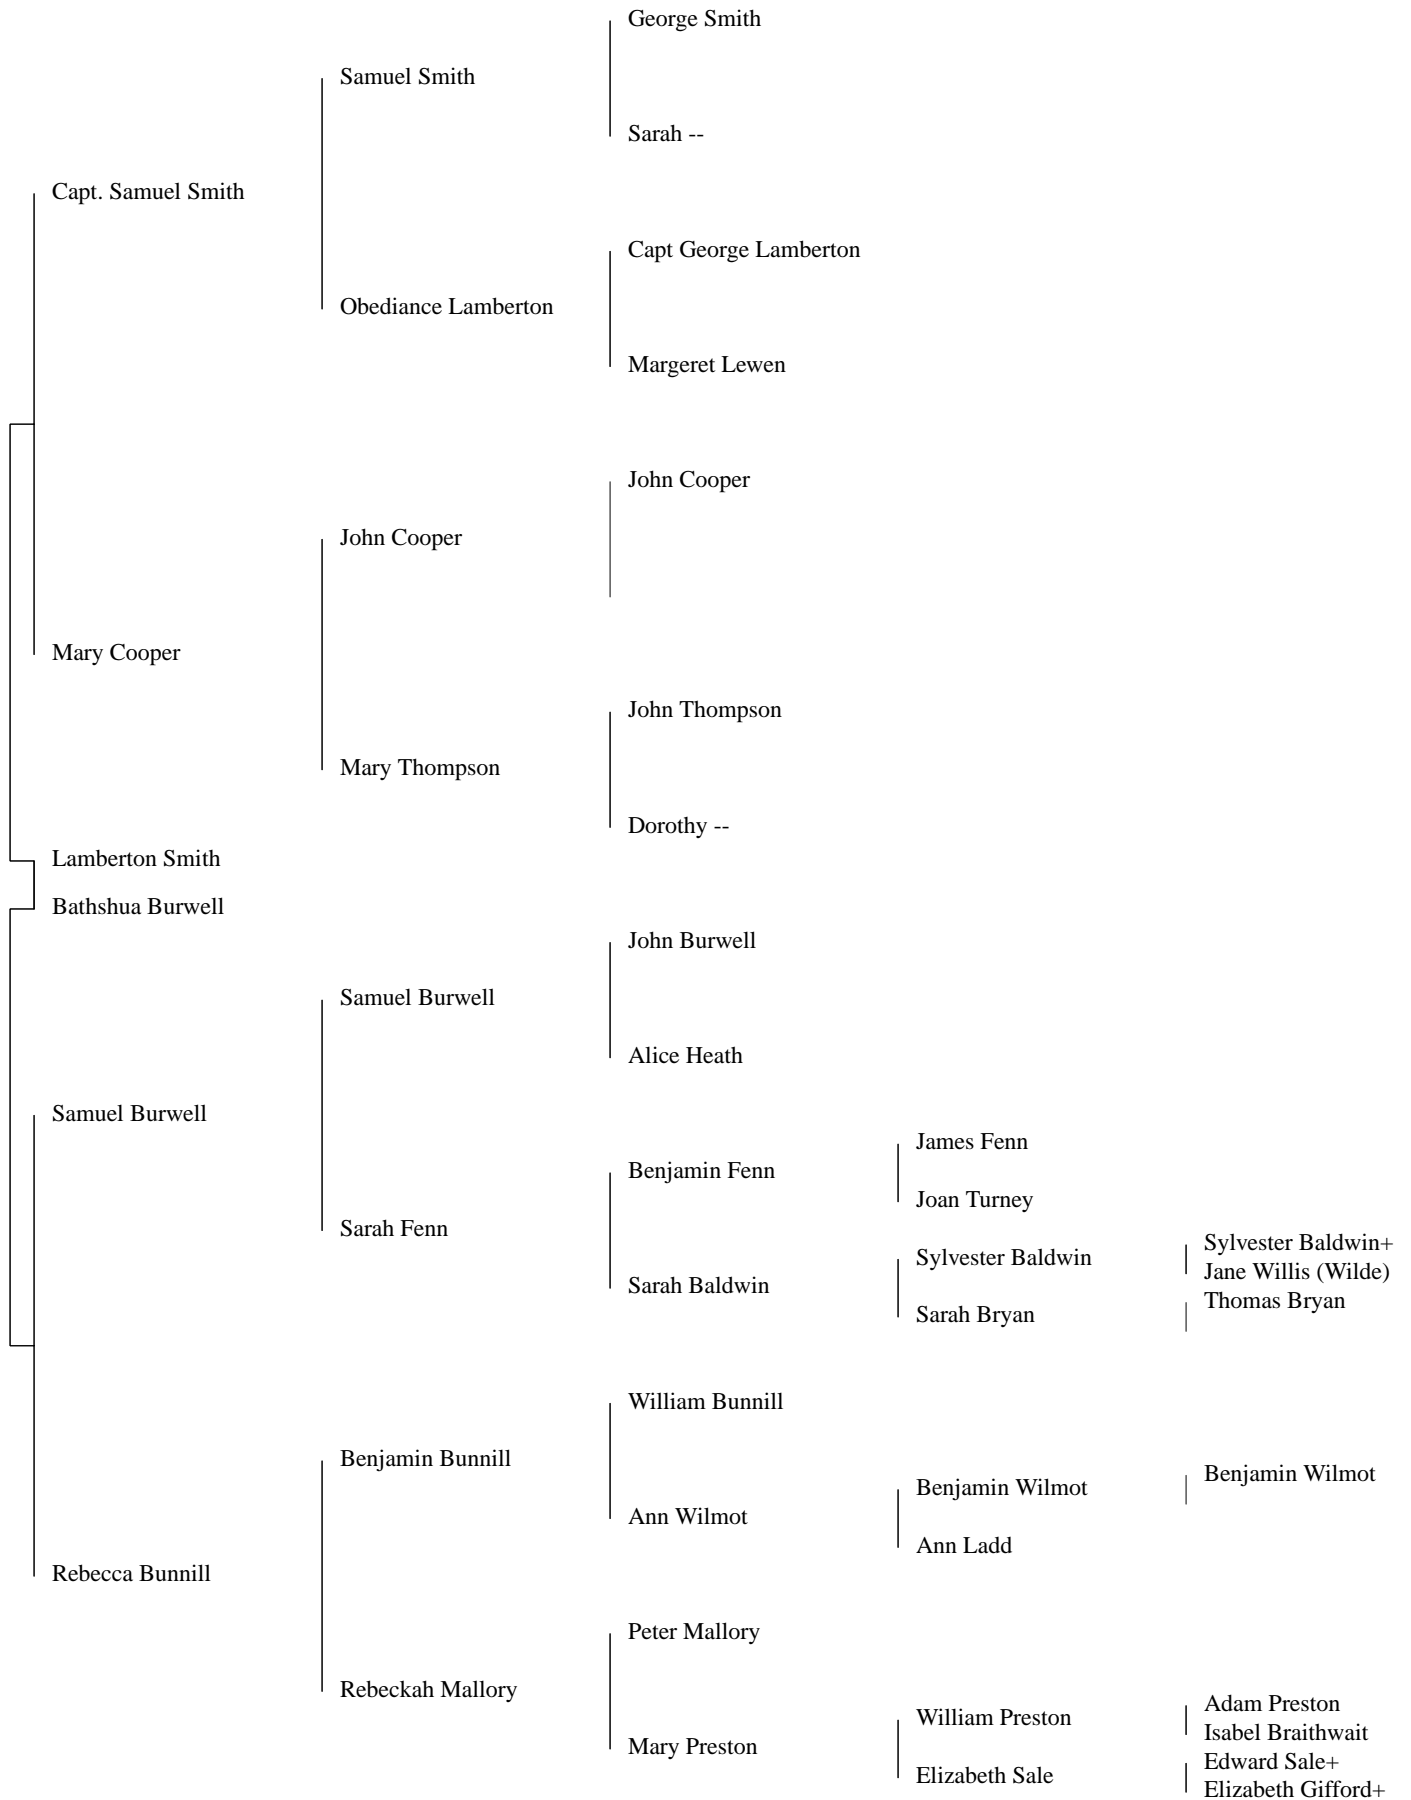 George Smith
Samuel Smith
Sarah --
Capt. Samuel Smith
Capt George Lamberton
Obediance Lamberton
Margeret Lewen
John Cooper
John Cooper
Mary Cooper
John Thompson
Mary Thompson
Dorothy --
Lamberton Smith
Bathshua Burwell
John Burwell
Samuel Burwell
Alice Heath
Samuel Burwell
James Fenn
Benjamin Fenn
Joan Turney
Sarah Fenn
Sylvester Baldwin+
Sylvester Baldwin
Jane Willis (Wilde)
Sarah Baldwin
Thomas Bryan
Sarah Bryan
William Bunnill
Benjamin Bunnill
Benjamin Wilmot
Benjamin Wilmot
Ann Wilmot
Ann Ladd
Rebecca Bunnill
Peter Mallory
Rebeckah Mallory
Adam Preston
William Preston
Isabel Braithwait
Mary Preston
Edward Sale+
Elizabeth Sale
Elizabeth Gifford+